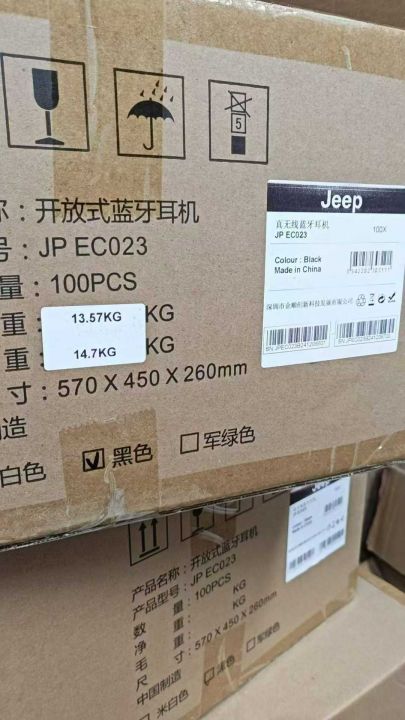 5
称：开放式蓝牙耳机
号：JP EC023
量：100PCS
重：13.57KG KG
重：14.7KG KG
寸：570 X 450 X 260mm
造
白色 黑色 军绿色
Jeep
真无线蓝牙耳机 100X
JP EC023
Colour : Black
Made in China
Jeep
产品名称：开放式蓝牙耳机
产品型号：JP EC023
数 量：100PCS
净 重： KG
毛 重： KG
尺 寸：570 X 450 X 260mm
中国制造
米白色 黑色 军绿色